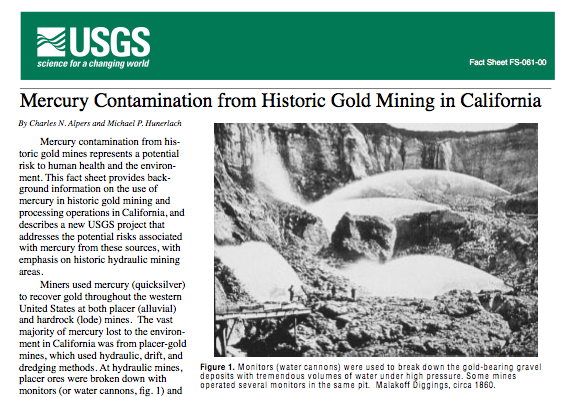 USGS
science for a changing world
Fact Sheet FS-061-00
Mercury Contamination from Historic Gold Mining in California
By Charles N. Alpers and Michael P. Hunerlach
Mercury contamination from his-
toric gold mines represents a potential
risk to human health and the environ-
ment. This fact sheet provides back-
ground information on the use of
mercury in historic gold mining and
processing operations in California, and
describes a new USGS project that
addresses the potential risks associated
with mercury from these sources, with
emphasis on historic hydraulic mining
areas.
Miners used mercury (quicksilver)
to recover gold throughout the western
United States at both placer (alluvial)
and hardrock (lode) mines. The vast
majority of mercury lost to the environ-
ment in California was from placer-gold
mines, which used hydraulic, drift, and
dredging methods. At hydraulic mines,
placer ores were broken down with
monitors (or water cannons, fig. 1) and
Figure 1. Monitors (water cannons) were used to break down the gold-bearing gravel
deposits with tremendous volumes of water under high pressure. Some mines
operated several monitors in the same pit. Malakoff Diggings, circa 1860.